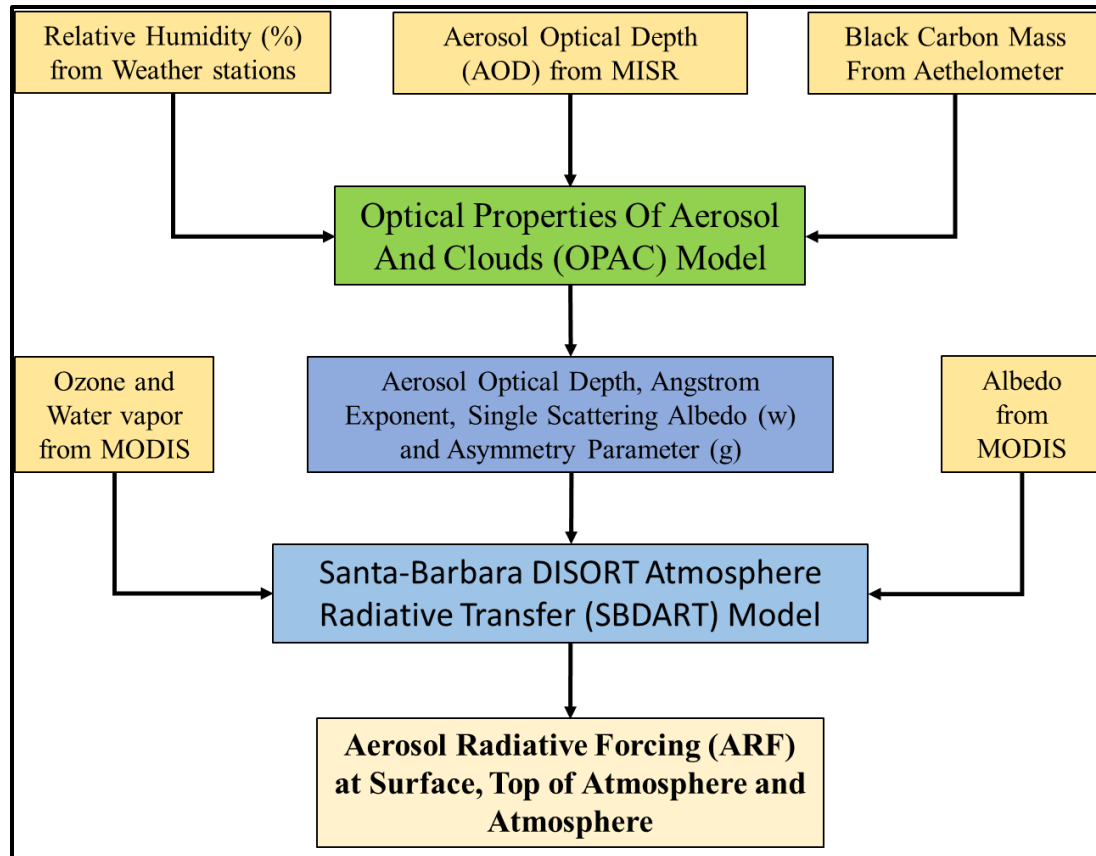 Relative Humidity (%)
from Weather stations
Aerosol Optical Depth
(AOD) from MISR
Black Carbon Mass
From Aethelometer
Optical Properties Of Aerosol
And Clouds (OPAC) Model
Ozone and
Water vapor
from MODIS
Aerosol Optical Depth, Angstrom
Exponent, Single Scattering Albedo (w)
and Asymmetry Parameter (g)
Albedo
from
MODIS
Santa-Barbara DISORT Atmosphere
Radiative Transfer (SBDART) Model
Aerosol Radiative Forcing (ARF)
at Surface, Top of Atmosphere and
Atmosphere